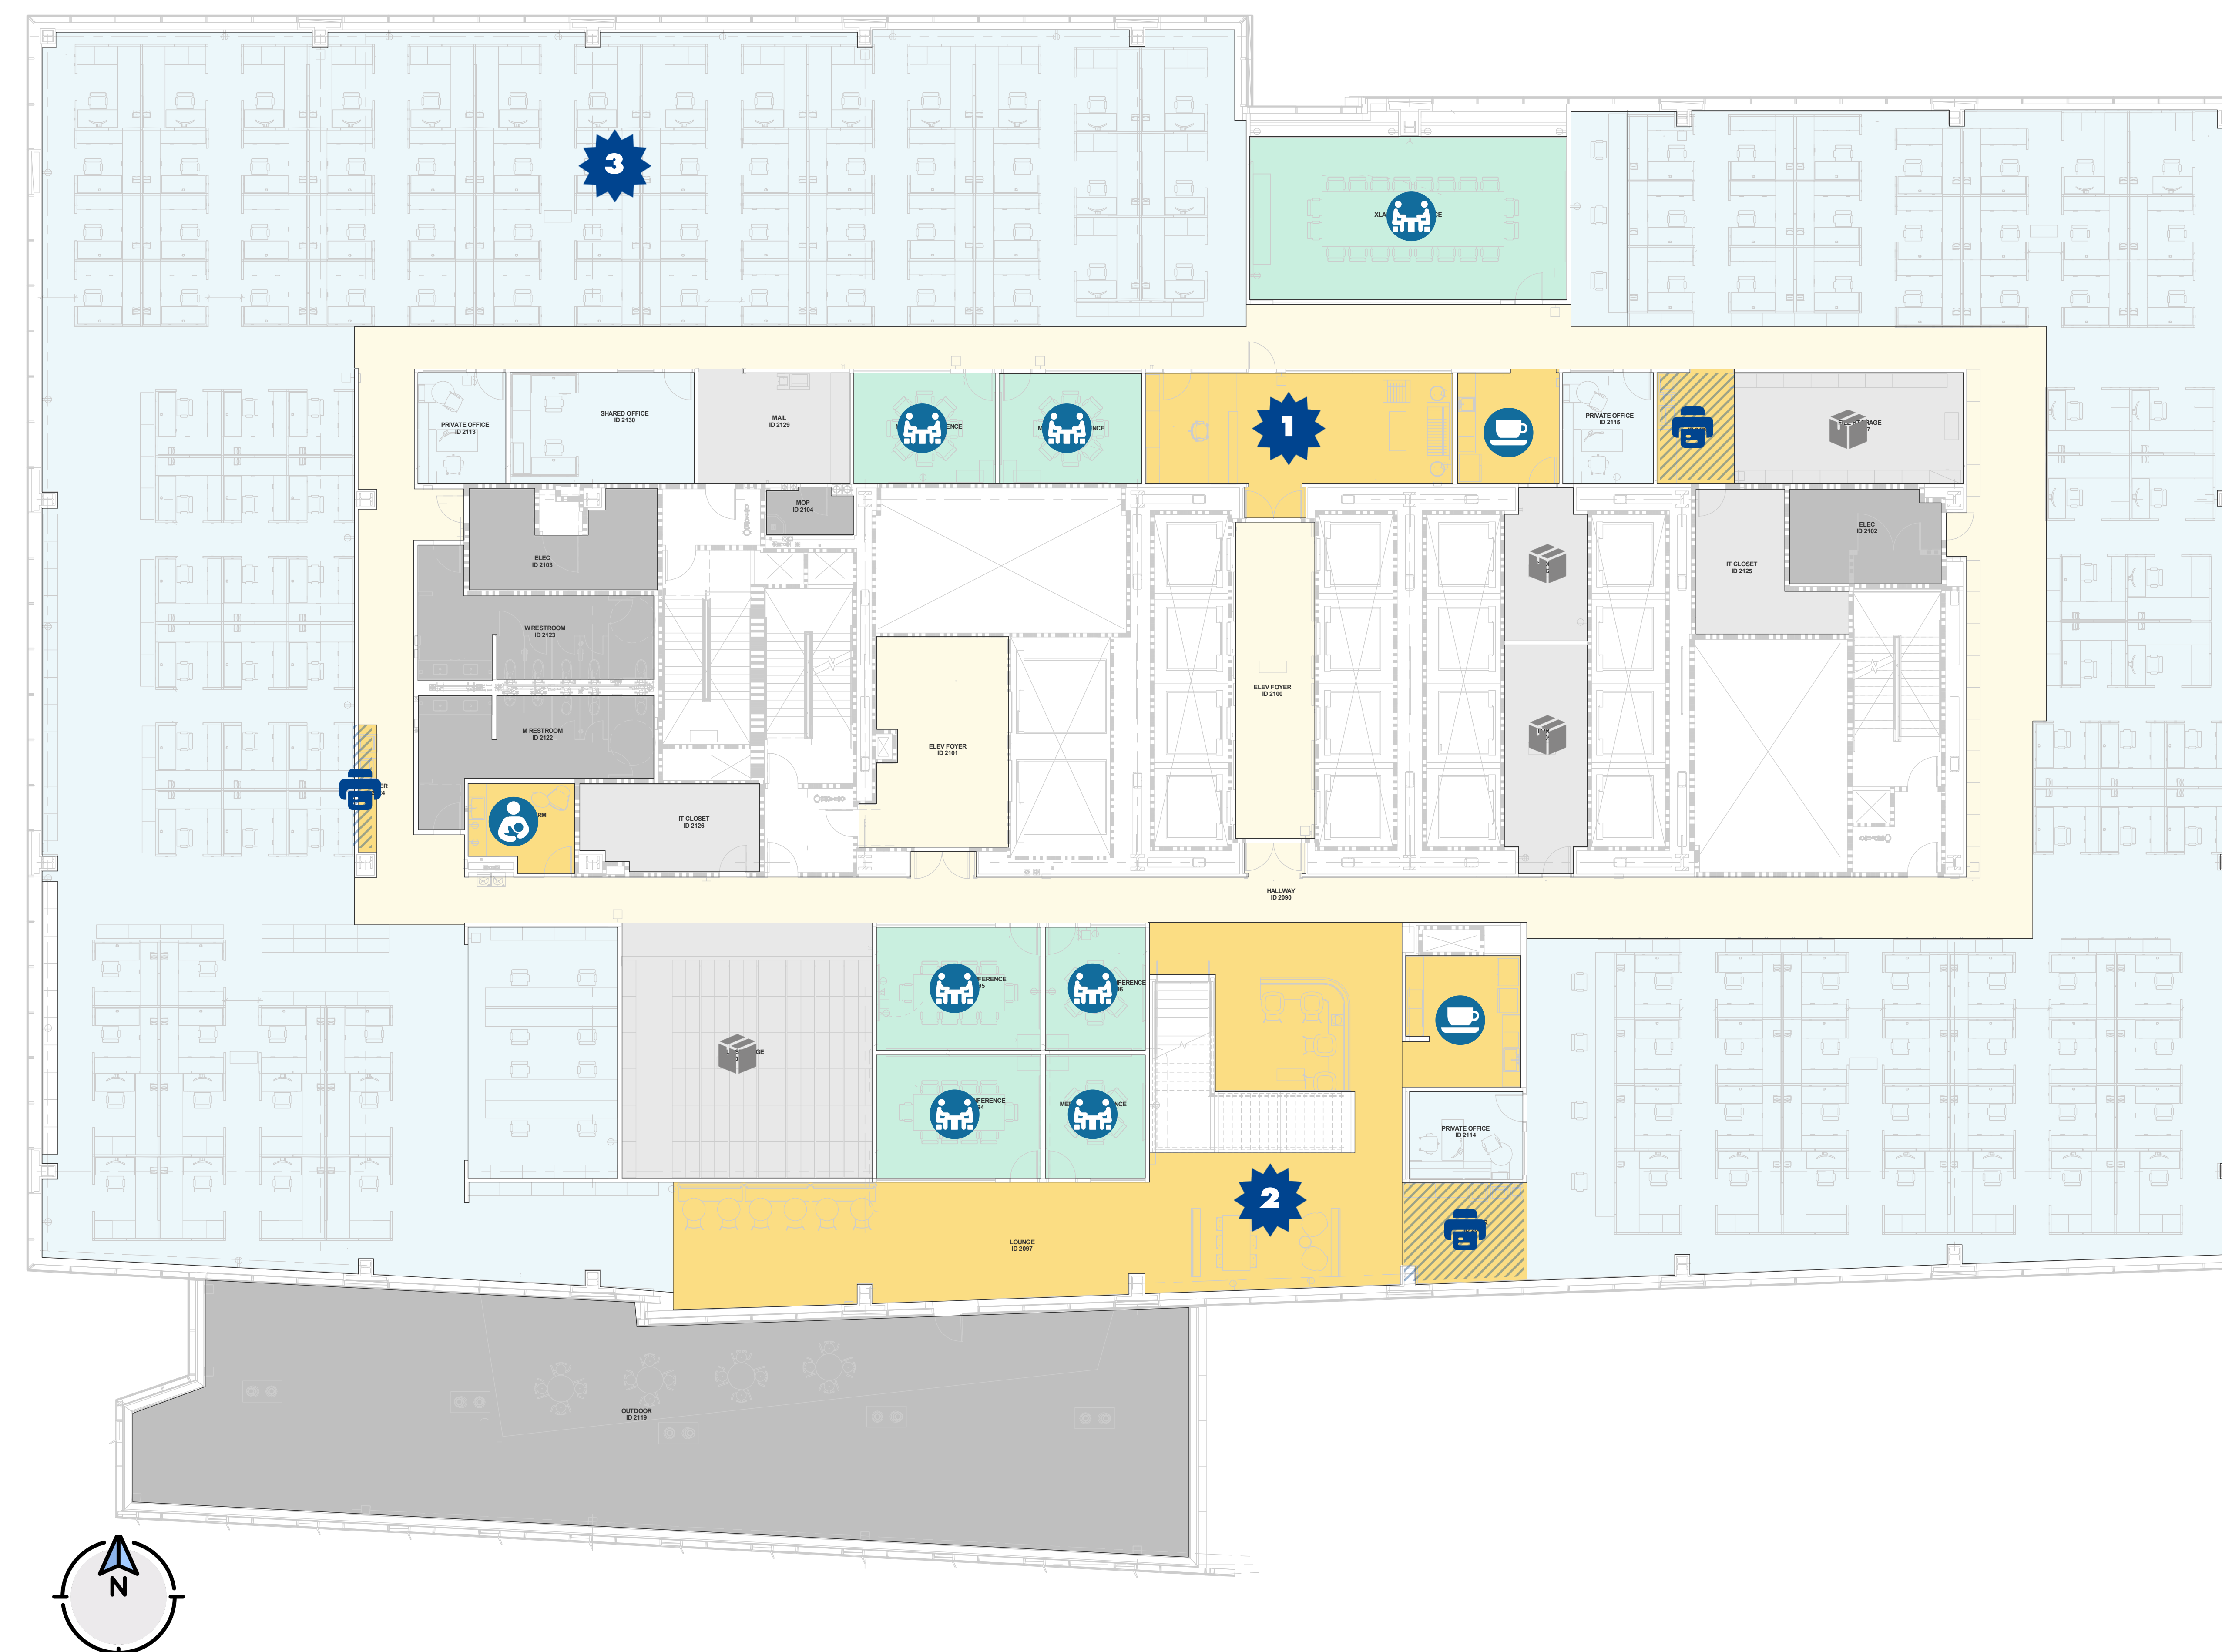 3
PRIVATE OFFICE
ID 2113
SHARED OFFICE
ID 2130
MAIL
ID 2129
1
PRIVATE OFFICE
ID 2115
MOP
ID 2104
ELEC
ID 2103
ELEC
ID 2102
IT CLOSET
ID 2125
W RESTROOM
ID 2123
M RESTROOM
ID 2122
ELEV FOYER
ID 2100
ELEV FOYER
ID 2101
IT CLOSET
ID 2126
HALLWAY
ID 2090
PRIVATE OFFICE
ID 2114
2
LOUNGE
ID 2097
OUTDOOR
ID 2119
N